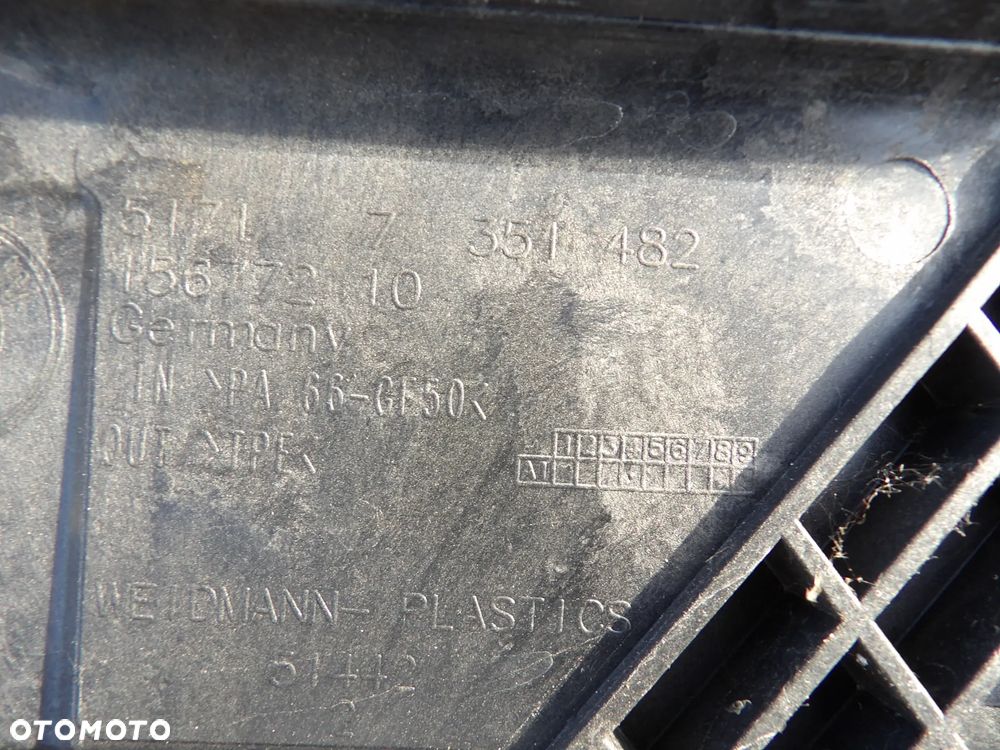 5171 7 351 482
156772 10
Germany
IN >PA 66-GF50<
OUT >TPE<
WEIDMANN- PLASTICS
51442
OTOMOTO